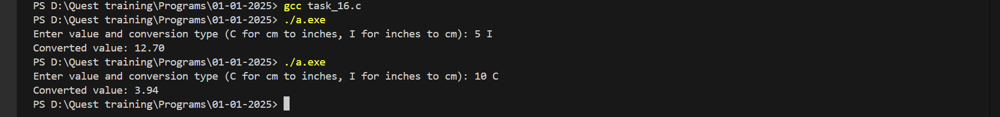 PS D:\Quest training\Programs\01-01-2025> gcc task_16.c
PS D:\Quest training\Programs\01-01-2025> ./a.exe
Enter value and conversion type (C for cm to inches, I for inches to cm): 5 I
Converted value: 12.70
PS D:\Quest training\Programs\01-01-2025> ./a.exe
Enter value and conversion type (C for cm to inches, I for inches to cm): 10 C
Converted value: 3.94
PS D:\Quest training\Programs\01-01-2025>